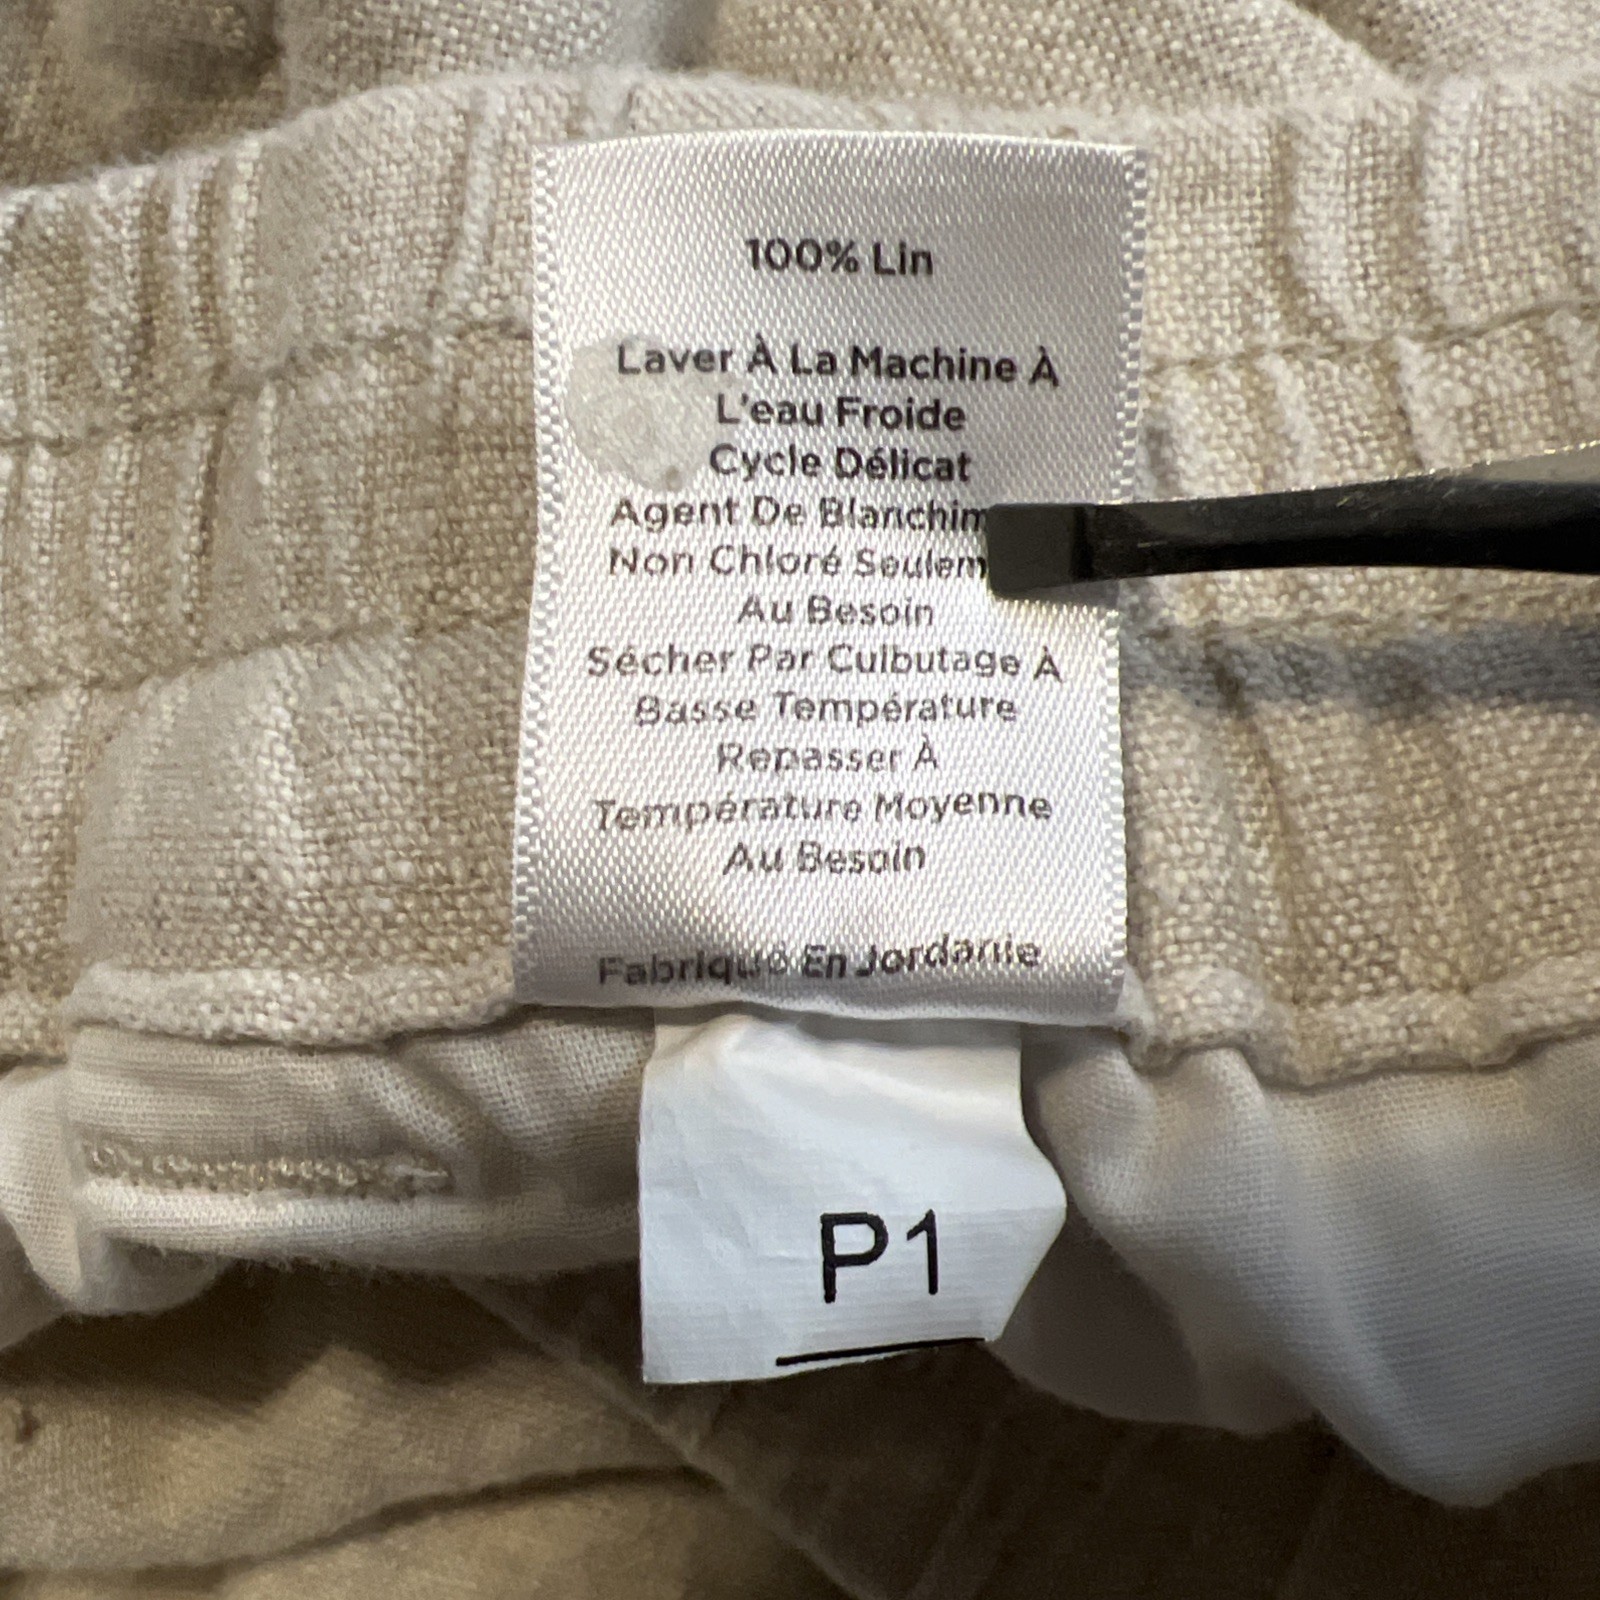 100% Lin
Laver À La Machine À
L'eau Froide
Cycle Délicat
Agent De Blanchim
Non Chloré Seulem
Au Besoin
Sécher Par Culbutage À
Basse Température
Repasser À
Température Moyenne
Au Besoin
Fabriqué En Jordanie
P1